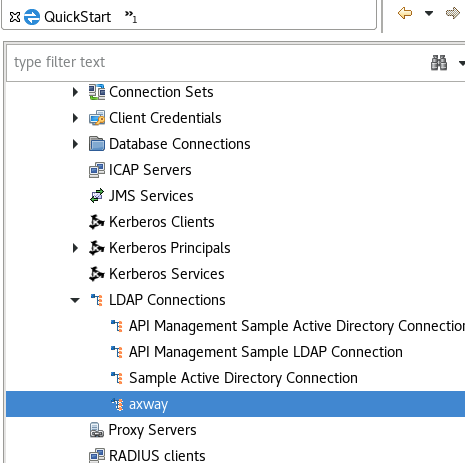 QuickStart »1
type filter text
Connection Sets
Client Credentials
Database Connections
ICAP Servers
JMS Services
Kerberos Clients
Kerberos Principals
Kerberos Services
LDAP Connections
API Management Sample Active Directory Connection
API Management Sample LDAP Connection
Sample Active Directory Connection
axway
Proxy Servers
RADIUS clients